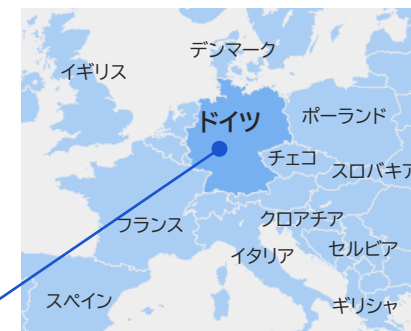 デンマーク
イギリス
ドイツ
ポーランド
チェコ
スロバキア
フランス
クロアチア
イタリア
セルビア
スペイン
ギリシャ